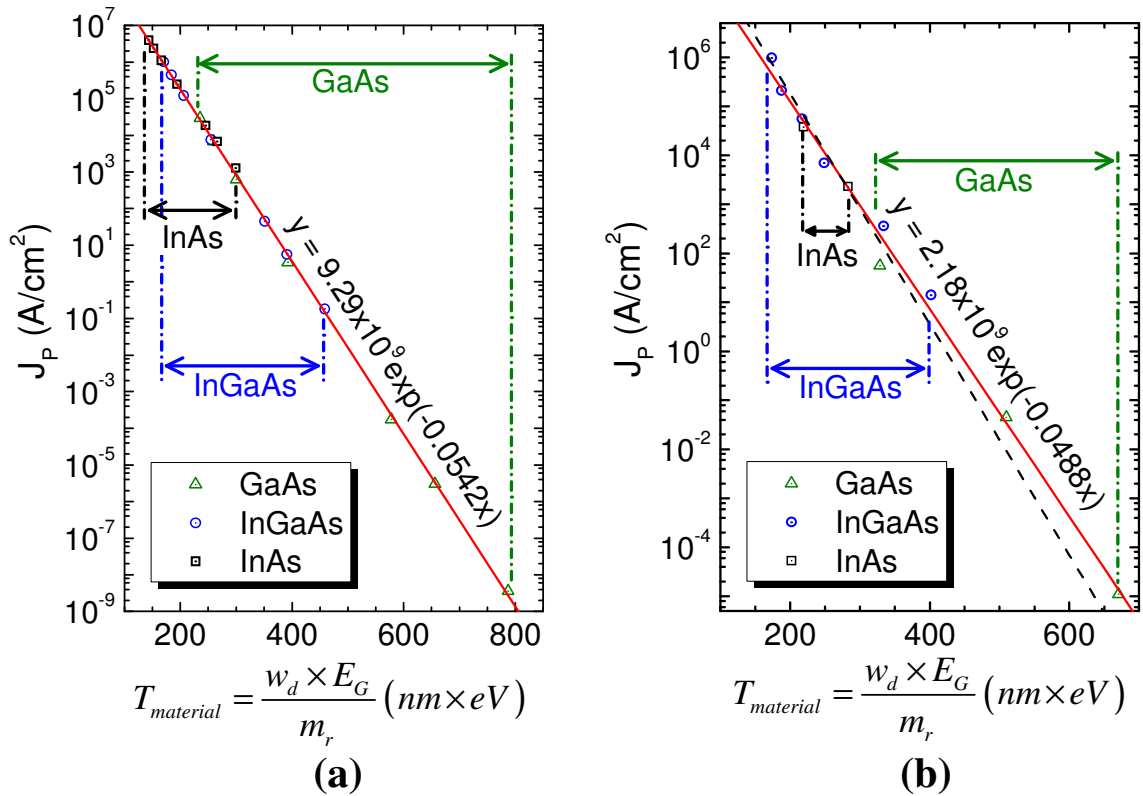 10^7
10^5
10^3
10^1
10^-1
10^-3
10^-5
10^-7
10^-9
J_P (A/cm^2)
GaAs
InAs
InGaAs
y = 9.29x10^9 exp(-0.0542x)
GaAs
InGaAs
InAs
200 400 600 800
T_material = w_d × E_G / m_r (nm × eV)
(a)
10^6
10^4
10^2
10^0
10^-2
10^-4
J_P (A/cm^2)
GaAs
InAs
InGaAs
y = 2.18x10^9 exp(-0.0488x)
GaAs
InGaAs
InAs
200 400 600
T_material = w_d × E_G / m_r (nm × eV)
(b)